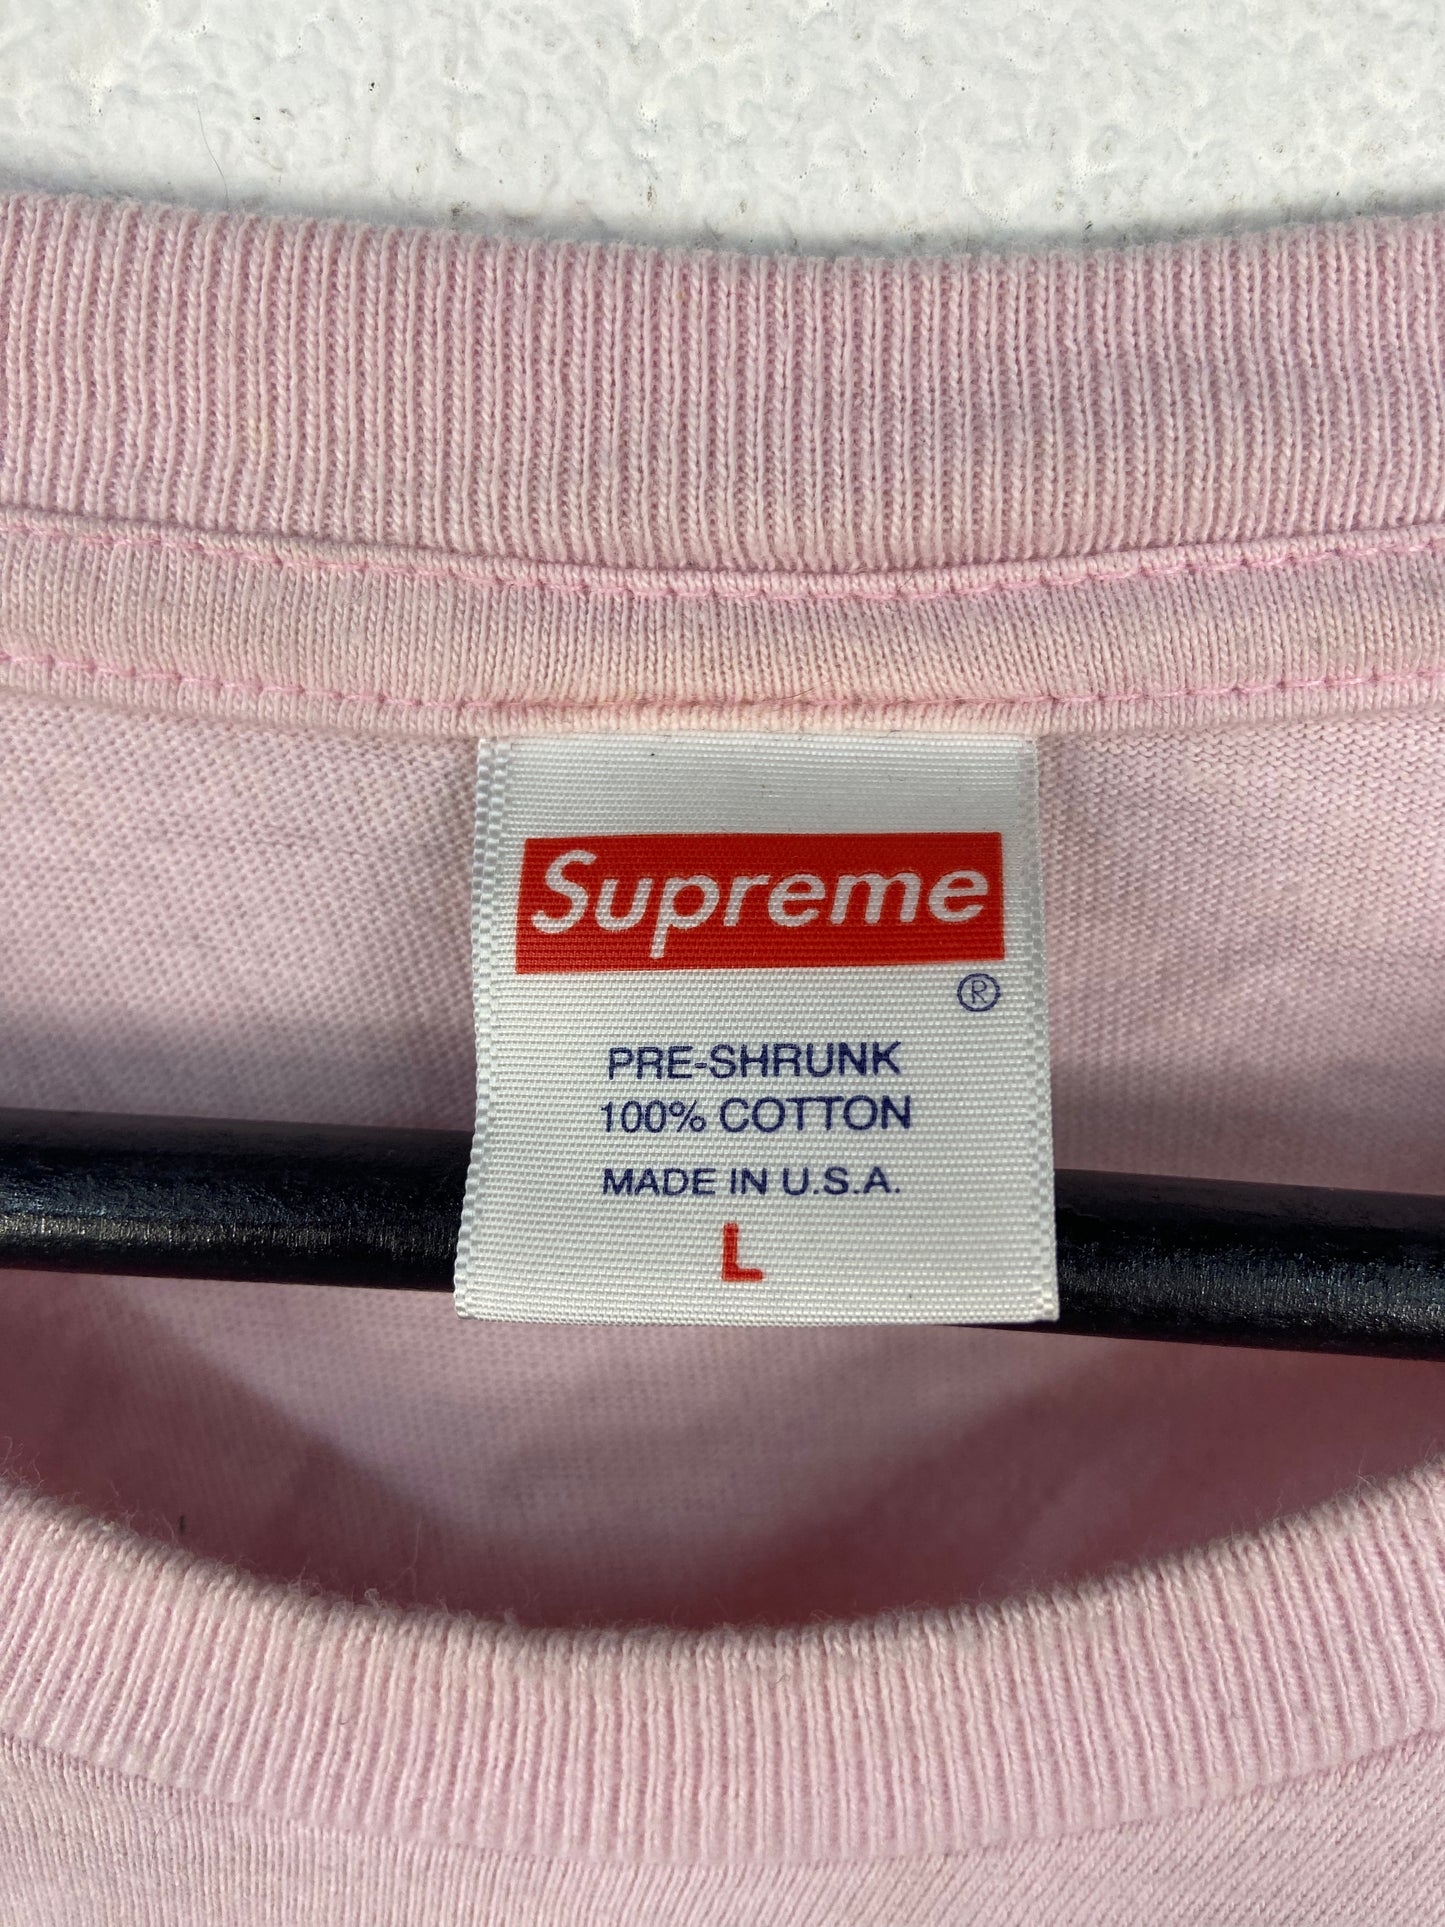 Supreme
®
PRE-SHRUNK
100% COTTON
MADE IN U.S.A.
L